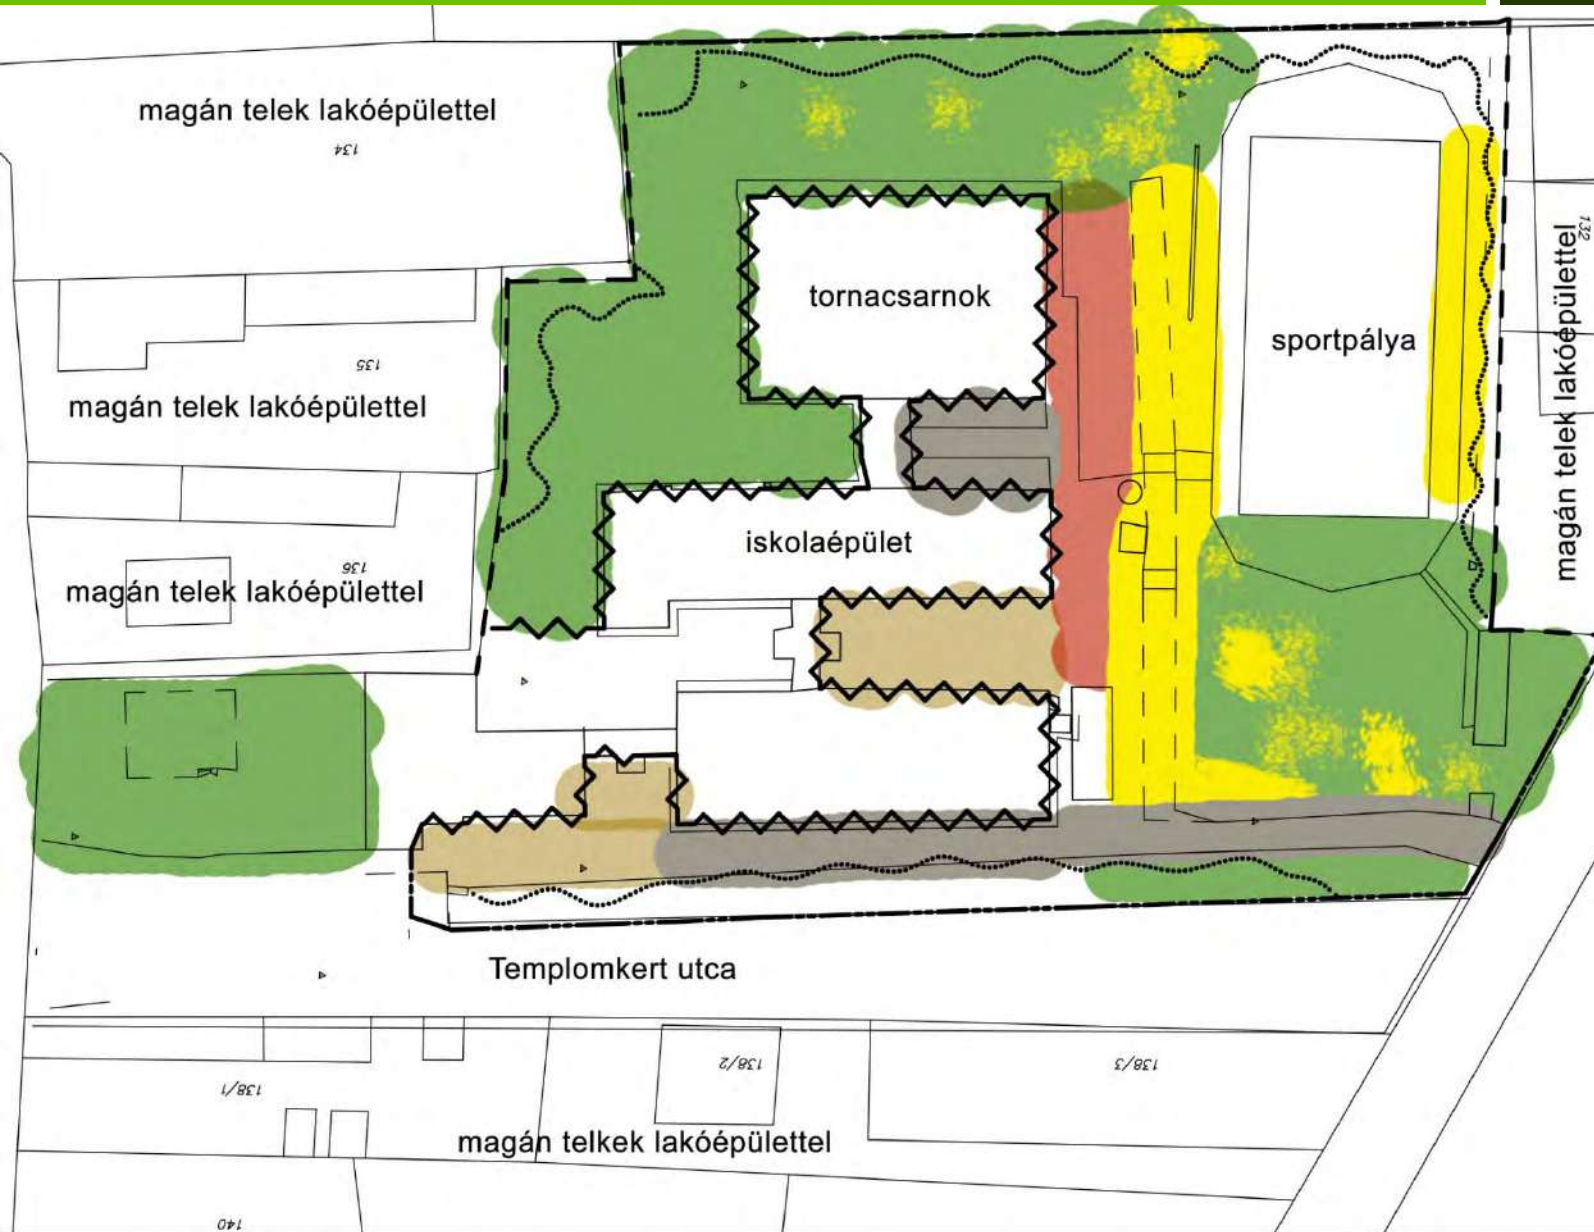 magán telek lakóépülettel
134
132
magán telek lakóépülettel
tornacsarnok
sportpálya
135
magán telek lakóépülettel
iskolaépület
136
magán telek lakóépülettel
Templomkert utca
138/1
138/2
138/3
magán telkek lakóépülettel
140